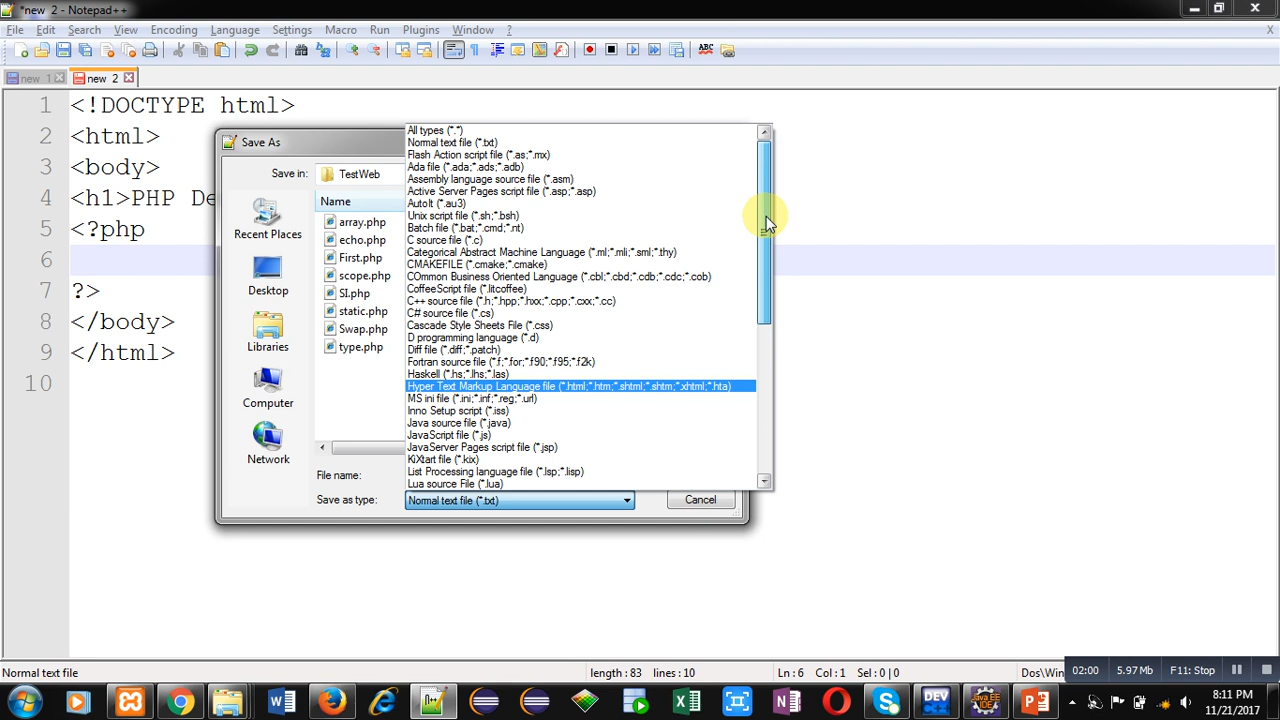 *new 2 - Notepad++
File Edit Search View Encoding Language Settings Macro Run Plugins Window ? X
new 1 new 2
1 <!DOCTYPE html>
2 <html>
3 <body>
4 <h1>PHP De
5 <?php
6
7 ?>
8 </body>
9 </html>
10
Save As
Save in: TestWeb
Name
Recent Places
Desktop
Libraries
Computer
Network
array.php
echo.php
First.php
scope.php
SI.php
static.php
Swap.php
type.php
All types (*.*)
Normal text file (*.txt)
Flash Action script file (*.as;*.mx)
Ada file (*.ada;*.ads;*.adb)
Assembly language source file (*.asm)
Active Server Pages script file (*.asp;*.asp)
AutoIt (*.au3)
Unix script file (*.sh;*.bsh)
Batch file (*.bat;*.cmd;*.nt)
C source file (*.c)
Categorical Abstract Machine Language (*.ml;*.mli;*.sml;*.thy)
CMAKEFILE (*.cmake;*.cmake)
COmmon Business Oriented Language (*.cbl;*.cbd;*.cdb;*.cdc;*.cob)
CoffeeScript file (*.litcoffee)
C++ source file (*.h;*.hpp;*.hxx;*.cpp;*.cxx;*.cc)
C# source file (*.cs)
Cascade Style Sheets File (*.css)
D programming language (*.d)
Diff file (*.diff;*.patch)
Fortran source file (*.f;*.for;*.f90;*.f95;*.f2k)
Haskell (*.hs;*.lhs;*.las)
Hyper Text Markup Language file (*.html;*.htm;*.shtml;*.shtm;*.xhtml;*.hta)
MS ini file (*.ini;*.inf;*.reg;*.url)
Inno Setup script (*.iss)
Java source file (*.java)
JavaScript file (*.js)
JavaServer Pages script file (*.jsp)
KiXtart file (*.kix)
List Processing language file (*.lsp;*.lisp)
Lua source File (*.lua)
File name:
Save as type: Normal text file (*.txt) Cancel
Normal text file length : 83 lines : 10 Ln : 6 Col : 1 Sel : 0 | 0 Dos\Win
02:00 5.97 Mb F11: Stop
DEV C++ Java EE IDE
8:11 PM
11/21/2017